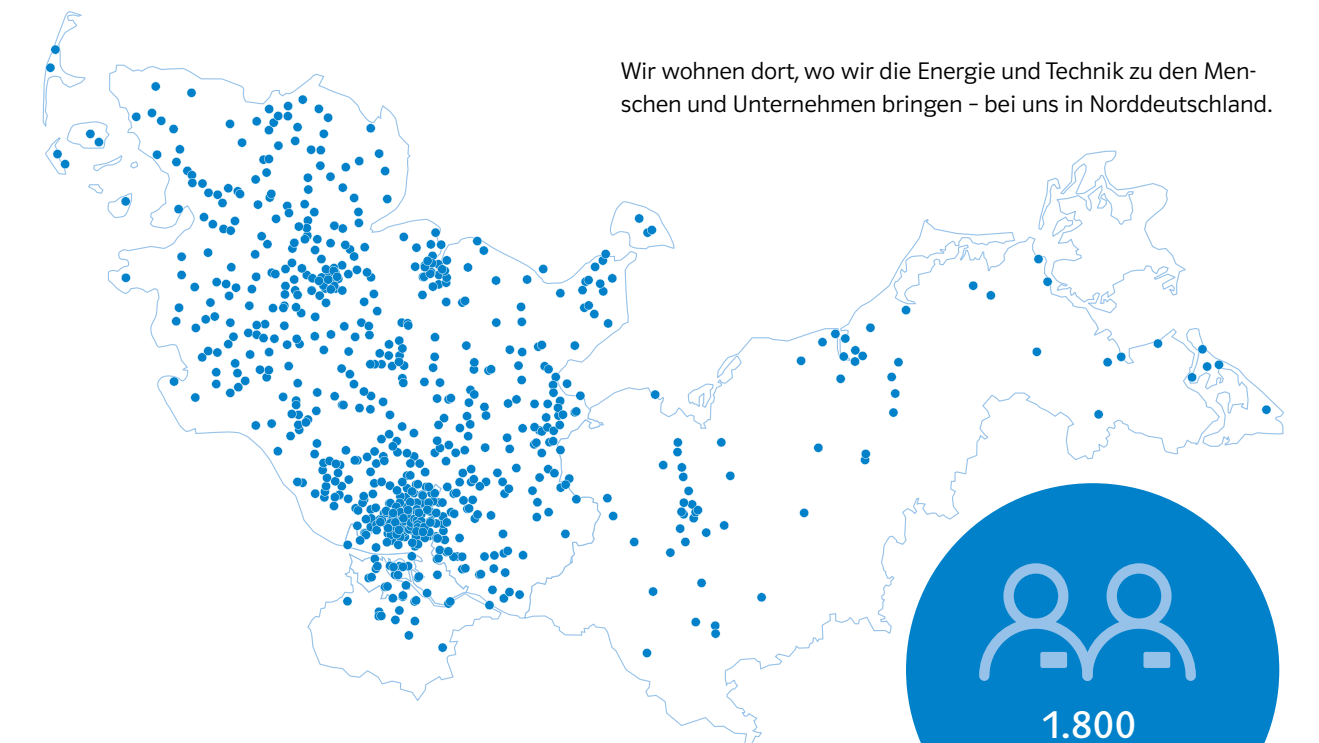 Wir wohnen dort, wo wir die Energie und Technik zu den Men-
schen und Unternehmen bringen – bei uns in Norddeutschland.
1.800